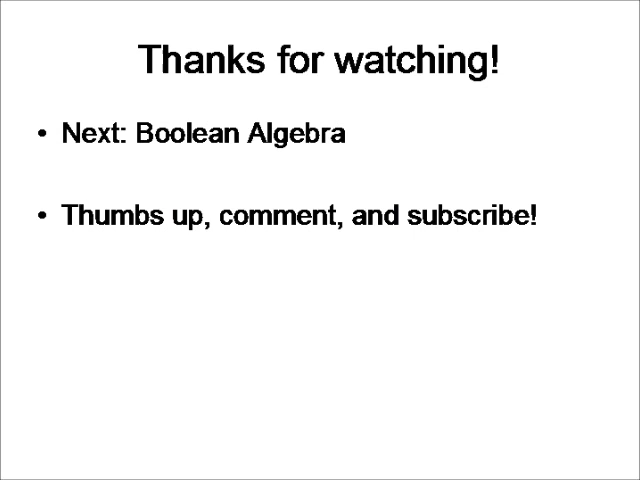 Thanks for watching!
• Next: Boolean Algebra
• Thumbs up, comment, and subscribe!